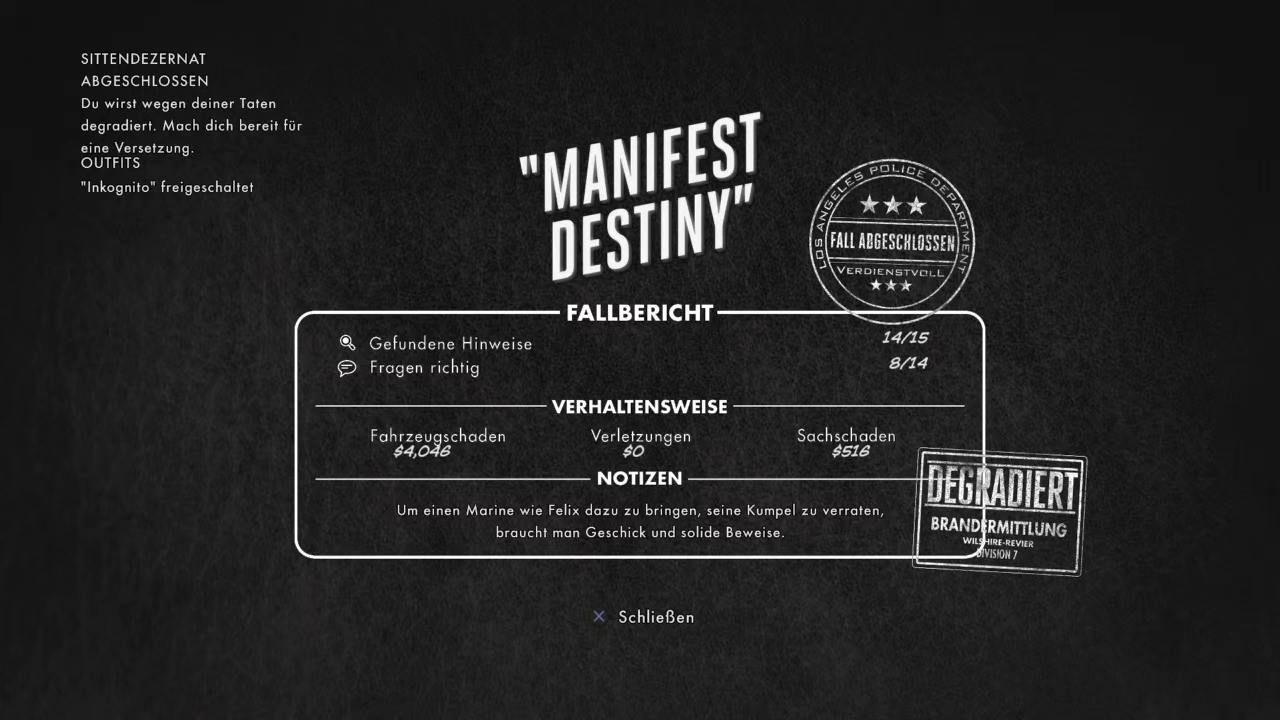 SITTENDEZERNAT
ABGESCHLOSSEN
Du wirst wegen deiner Taten
degradiert. Mach dich bereit für
eine Versetzung.
OUTFITS
"Inkognito" freigeschaltet
"MANIFEST
DESTINY"
LOS ANGELES POLICE DEPARTMENT
FALL ABGESCHLOSSEN
VERDIENSTVOLL
FALLBERICHT
Gefundene Hinweise 14/15
Fragen richtig 8/14
VERHALTENSWEISE
Fahrzeugschaden Verletzungen Sachschaden
$4,046 $0 $516
NOTIZEN
Um einen Marine wie Felix dazu zu bringen, seine Kumpel zu verraten,
braucht man Geschick und solide Beweise.
DEGRADIERT
BRANDERMITTLUNG
WILSHIRE-REVIER
DIVISION 7
Schließen